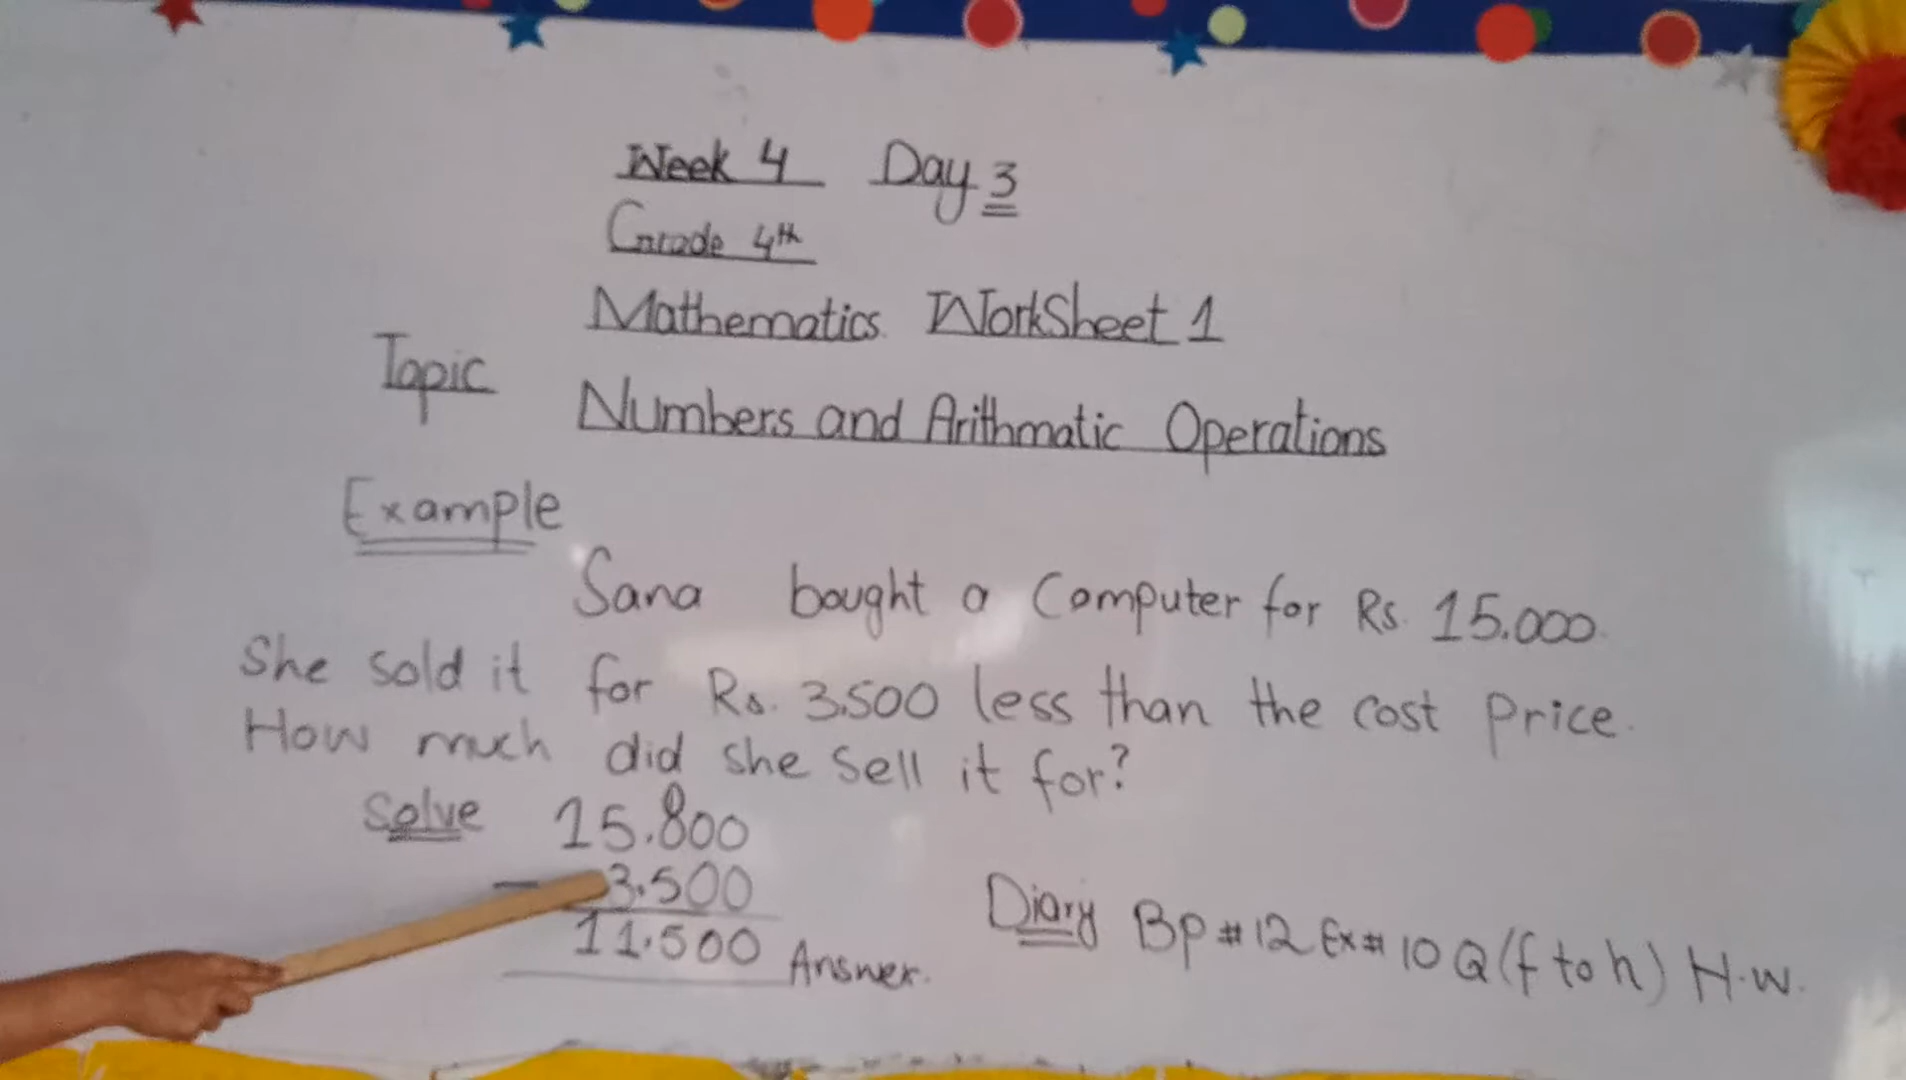 Week 4 Day 3
Grade 4th
Mathematics WorkSheet 1
Topic Numbers and Arithmatic Operations
Example
Sana bought a Computer for Rs. 15.000.
She sold it for Rs. 3.500 less than the cost price.
How much did she sell it for?
Solve 15.800
- 3.500
11.500 Answer.
Diary Bp # 12 Ex # 10 Q (f to h) H.w.